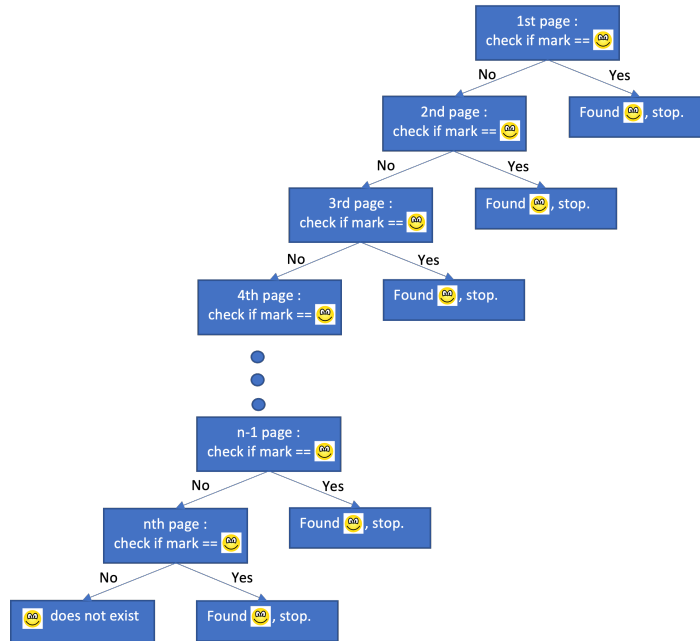 1st page :
check if mark ==
No
Yes
2nd page :
check if mark ==
Found , stop.
No
Yes
3rd page :
check if mark ==
Found , stop.
No
Yes
4th page :
check if mark ==
Found , stop.
n-1 page :
check if mark ==
No
Yes
nth page :
check if mark ==
Found , stop.
No
Yes
does not exist
Found , stop.